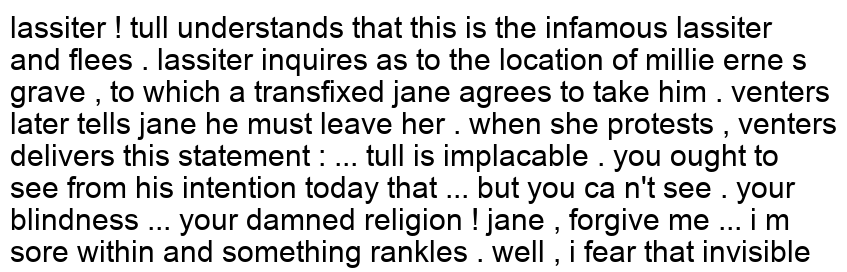 lassiter ! tull understands that this is the infamous lassiter
and flees . lassiter inquires as to the location of millie erne s
grave , to which a transfixed jane agrees to take him . venters
later tells jane he must leave her . when she protests , venters
delivers this statement : ... tull is implacable . you ought to
see from his intention today that ... but you ca n't see . your
blindness ... your damned religion ! jane , forgive me ... i m
sore within and something rankles . well , i fear that invisible